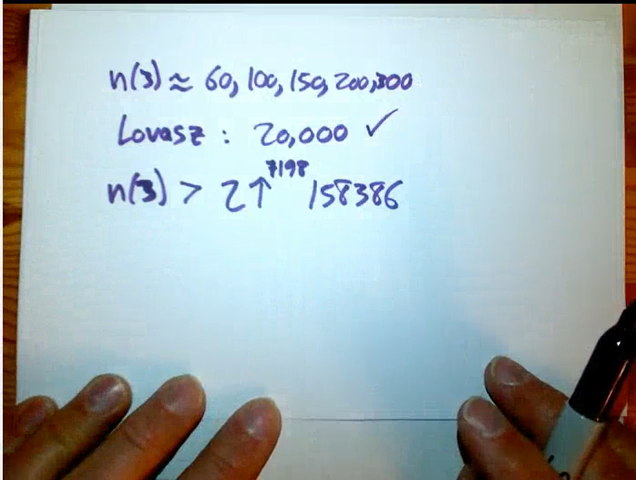 n(3) ≈ 60, 100, 150, 200, 300
Lovasz : 20,000 ✓
n(3) > 2↑^7198 158386